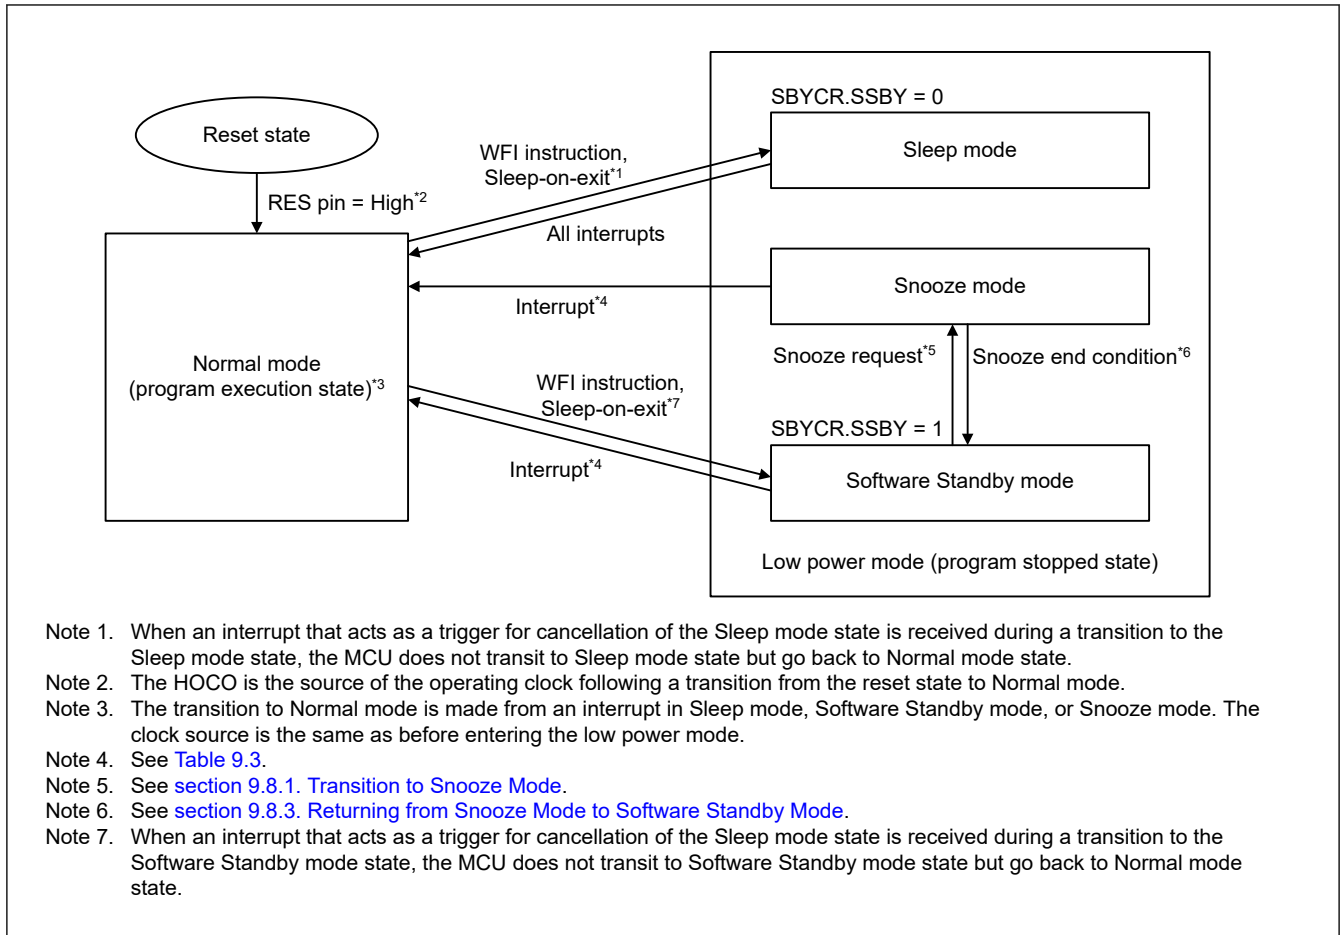 SBYCR.SSBY = 0
Reset state
Sleep mode
WFI instruction,
Sleep-on-exit*1
RES pin = High*2
All interrupts
Snooze mode
Interrupt*4
Normal mode
(program execution state)*3
Snooze request*5
Snooze end condition*6
WFI instruction,
Sleep-on-exit*7
SBYCR.SSBY = 1
Interrupt*4
Software Standby mode
Low power mode (program stopped state)
Note 1. When an interrupt that acts as a trigger for cancellation of the Sleep mode state is received during a transition to the
Sleep mode state, the MCU does not transit to Sleep mode state but go back to Normal mode state.
Note 2. The HOCO is the source of the operating clock following a transition from the reset state to Normal mode.
Note 3. The transition to Normal mode is made from an interrupt in Sleep mode, Software Standby mode, or Snooze mode. The
clock source is the same as before entering the low power mode.
Note 4. See Table 9.3.
Note 5. See section 9.8.1. Transition to Snooze Mode.
Note 6. See section 9.8.3. Returning from Snooze Mode to Software Standby Mode.
Note 7. When an interrupt that acts as a trigger for cancellation of the Sleep mode state is received during a transition to the
Software Standby mode state, the MCU does not transit to Software Standby mode state but go back to Normal mode
state.